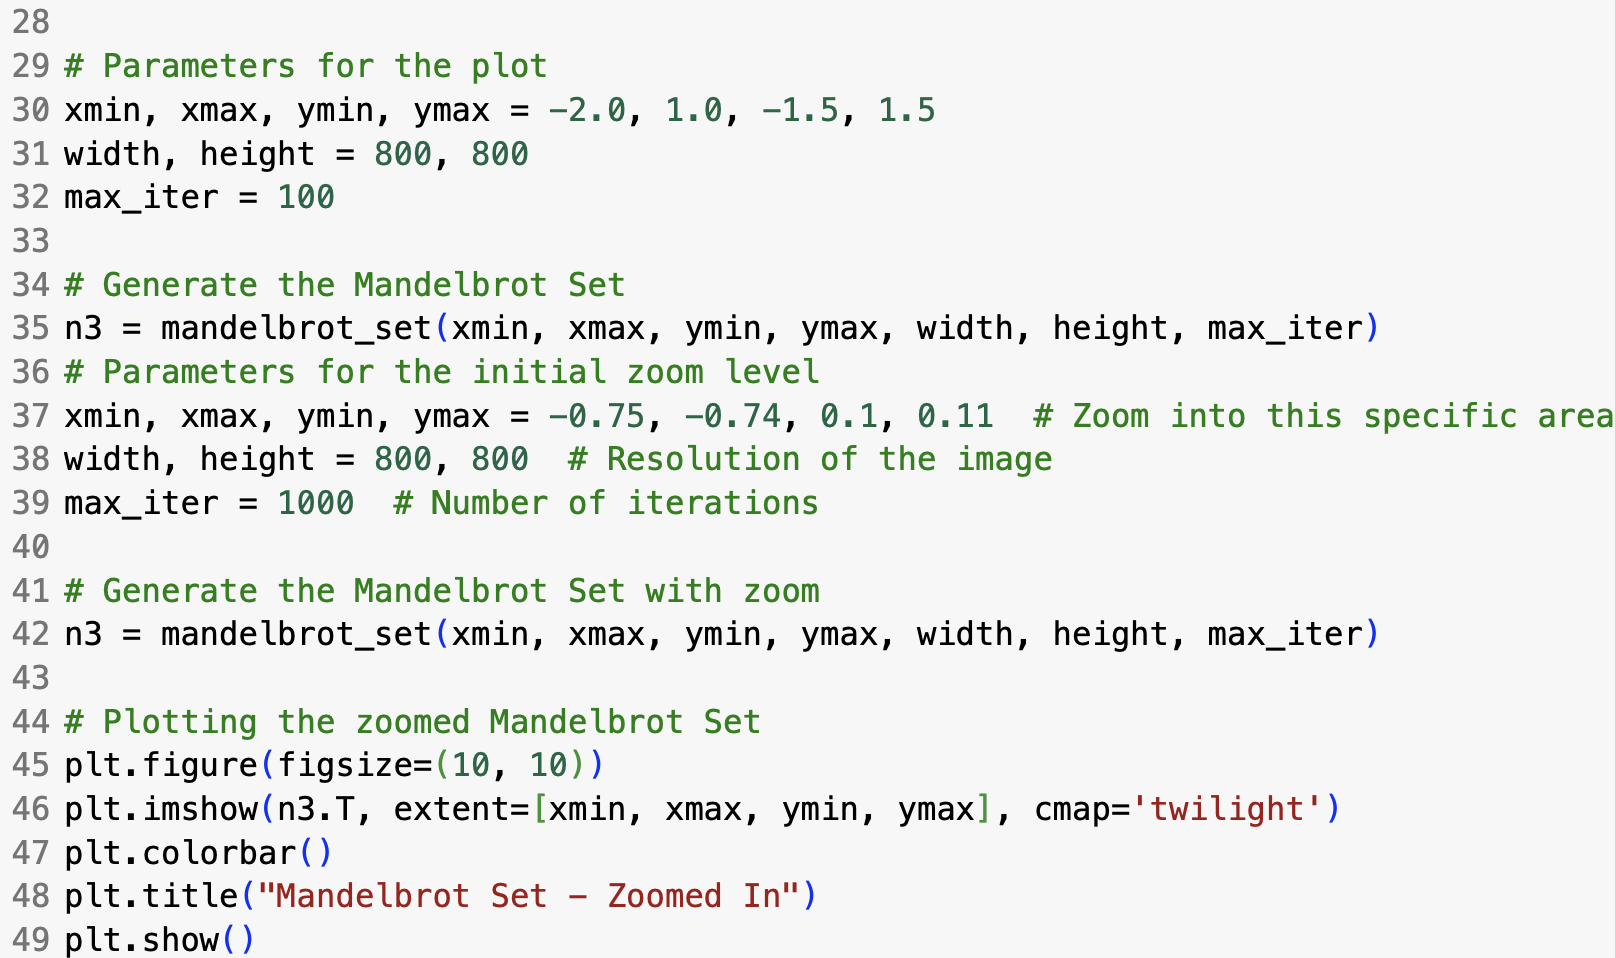 28
29 # Parameters for the plot
30 xmin, xmax, ymin, ymax = -2.0, 1.0, -1.5, 1.5
31 width, height = 800, 800
32 max_iter = 100
33
34 # Generate the Mandelbrot Set
35 n3 = mandelbrot_set(xmin, xmax, ymin, ymax, width, height, max_iter)
36 # Parameters for the initial zoom level
37 xmin, xmax, ymin, ymax = -0.75, -0.74, 0.1, 0.11  # Zoom into this specific area
38 width, height = 800, 800  # Resolution of the image
39 max_iter = 1000  # Number of iterations
40
41 # Generate the Mandelbrot Set with zoom
42 n3 = mandelbrot_set(xmin, xmax, ymin, ymax, width, height, max_iter)
43
44 # Plotting the zoomed Mandelbrot Set
45 plt.figure(figsize=(10, 10))
46 plt.imshow(n3.T, extent=[xmin, xmax, ymin, ymax], cmap='twilight')
47 plt.colorbar()
48 plt.title("Mandelbrot Set - Zoomed In")
49 plt.show()